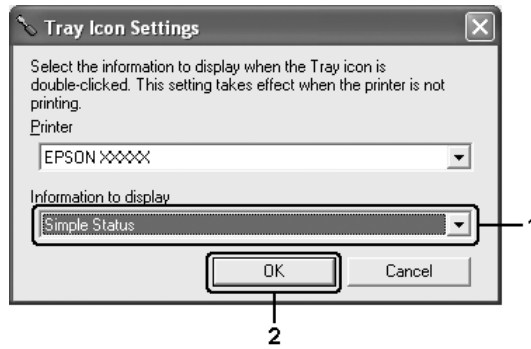 Tray Icon Settings
Select the information to display when the Tray icon is
double-clicked. This setting takes effect when the printer is not
printing.
Printer
EPSON XXXXX
Information to display
Simple Status
1
OK
Cancel
2